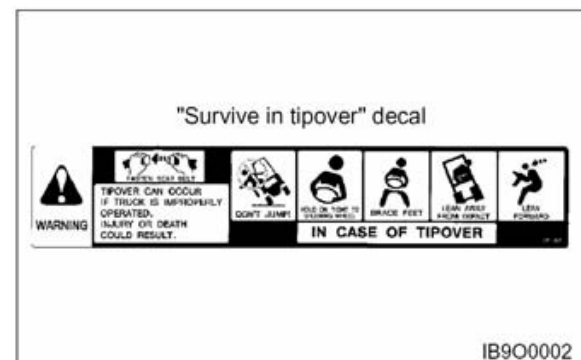 "Survive in tipover" decal
WARNING
FASTEN SEAT BELT
TIPOVER CAN OCCUR
IF TRUCK IS IMPROPERLY
OPERATED.
INJURY OR DEATH
COULD RESULT.
DON'T JUMP!
HOLD ON TIGHT TO
STEERING WHEEL
BRACE FEET
LEAN AWAY
FROM IMPACT
LEAN
FORWARD
IN CASE OF TIPOVER
IB9O0002